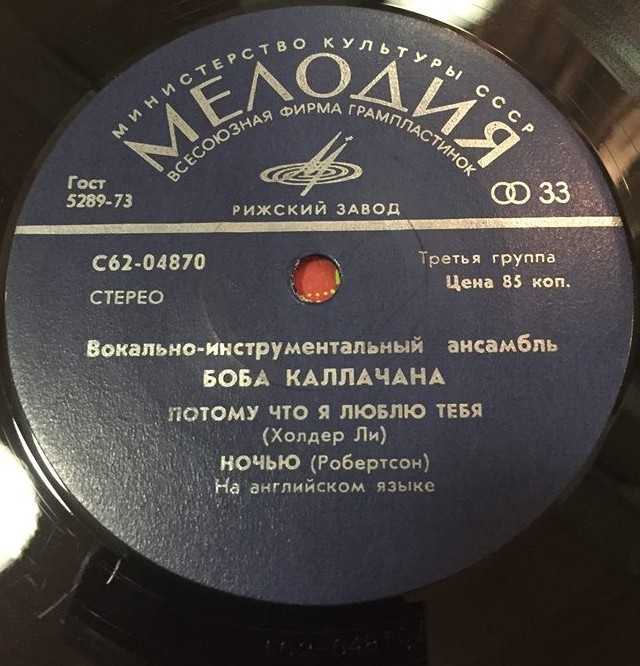 МИНИСТЕРСТВО КУЛЬТУРЫ СССР
МЕЛОДИЯ
ВСЕСОЮЗНАЯ ФИРМА ГРАМПЛАСТИНОК
Гост
5289-73
33
РИЖСКИЙ ЗАВОД
С62-04870
Третья группа
СТЕРЕО
Цена 85 коп.
Вокально-инструментальный ансамбль
БОБА КАЛЛАЧАНА
ПОТОМУ ЧТО Я ЛЮБЛЮ ТЕБЯ
(Холдер Ли)
НОЧЬЮ (Робертсон)
На английском языке